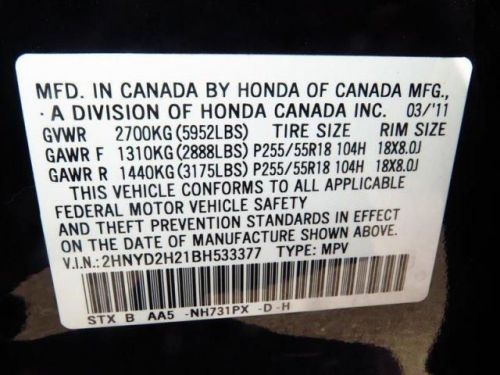 MFD. IN CANADA BY HONDA OF CANADA MFG.,
A DIVISION OF HONDA CANADA INC. 03/'11
GVWR 2700KG(5952LBS) TIRE SIZE RIM SIZE
GAWR F 1310KG(2888LBS) P255/55R18 104H 18X8.0J
GAWR R 1440KG(3175LBS) P255/55R18 104H 18X8.0J
THIS VEHICLE CONFORMS TO ALL APPLICABLE
FEDERAL MOTOR VEHICLE SAFETY
AND THEFT PREVENTION STANDARDS IN EFFECT
ON THE DATE OF MANUFACTURE SHOWN ABOVE.
V.I.N.: 2HNYD2H21BH533377 TYPE: MPV
STX B AA5 -NH731PX -D-H